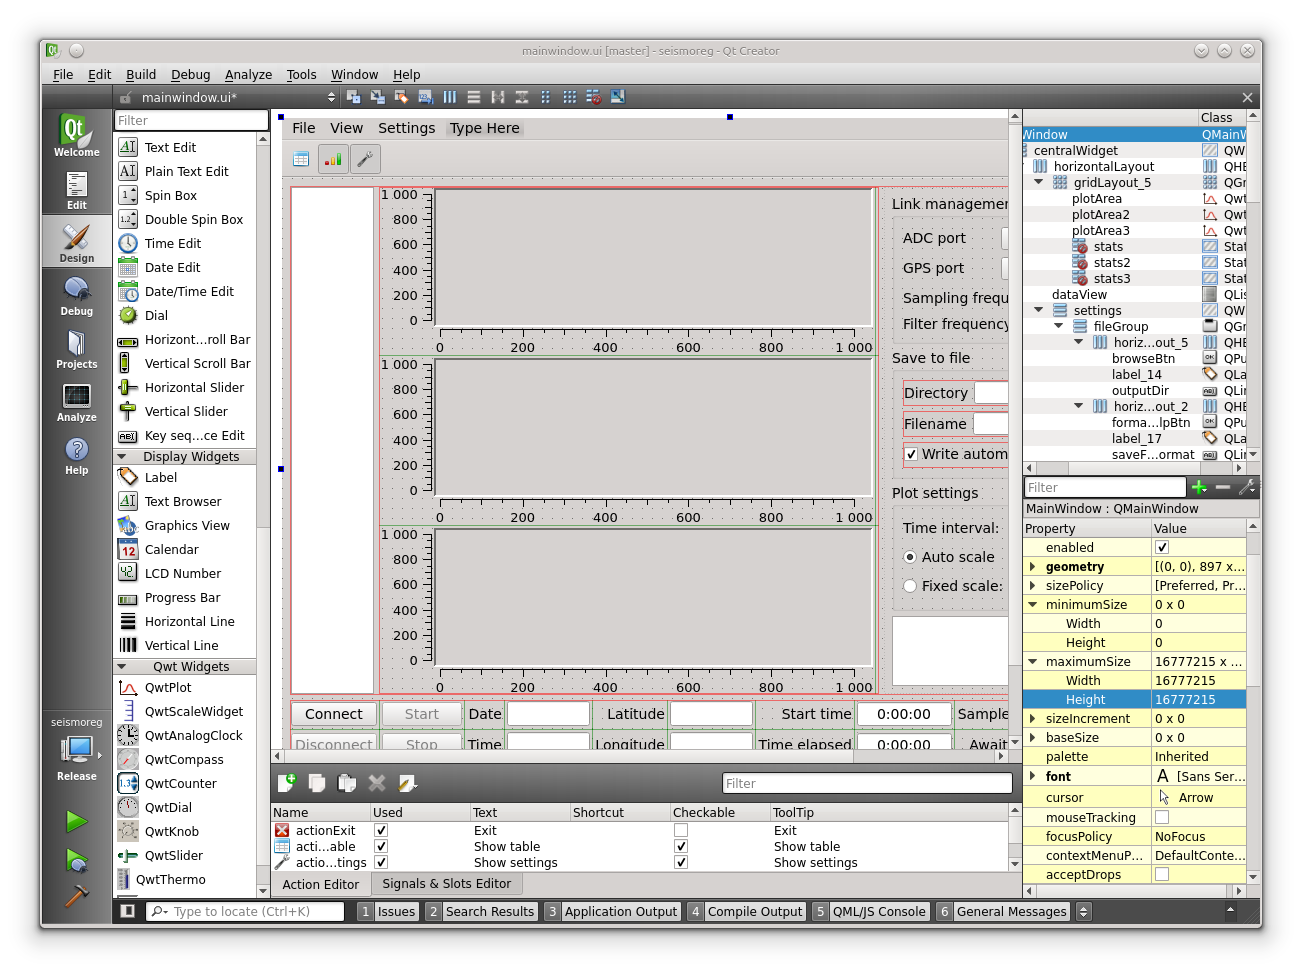 mainwindow.ui [master] - seismoreg - Qt Creator
File Edit Build Debug Analyze Tools Window Help
mainwindow.ui*
Welcome
Edit
Design
Debug
Projects
Analyze
Help
seismoreg
Release
Filter
Text Edit
Plain Text Edit
Spin Box
Double Spin Box
Time Edit
Date Edit
Date/Time Edit
Dial
Horizont...roll Bar
Vertical Scroll Bar
Horizontal Slider
Vertical Slider
Key seq...ce Edit
Display Widgets
Label
Text Browser
Graphics View
Calendar
LCD Number
Progress Bar
Horizontal Line
Vertical Line
Qwt Widgets
QwtPlot
QwtScaleWidget
QwtAnalogClock
QwtCompass
QwtCounter
QwtDial
QwtKnob
QwtSlider
QwtThermo
File View Settings Type Here
1 000
800
600
400
200
0
0 200 400 600 800 1 000
1 000
800
600
400
200
0
0 200 400 600 800 1 000
1 000
800
600
400
200
0
0 200 400 600 800 1 000
Link managemen
ADC port
GPS port
Sampling frequ
Filter frequency
Save to file
Directory
Filename
Write autom
Plot settings
Time interval:
Auto scale
Fixed scale:
Connect Start Date Latitude Start time 0:00:00 Sample
Disconnect Stop Time Longitude Time elapsed 0:00:00 Await
Filter
Name Used Text Shortcut Checkable ToolTip
actionExit Exit Exit
acti...able Show table Show table
actio...tings Show settings Show settings
Action Editor Signals & Slots Editor
Class
Window QMainW
centralWidget QW
horizontalLayout QHE
gridLayout_5 QGr
plotArea Qwt
plotArea2 Qwt
plotArea3 Qwt
stats Stat
stats2 Stat
stats3 Stat
dataView QLis
settings QW
fileGroup QGr
horiz...out_5 QHE
browseBtn QPu
label_14 QLa
outputDir QLin
horiz...out_2 QHE
forma...lpBtn QPu
label_17 QLa
saveF...ormat QLin
Filter
MainWindow : QMainWindow
Property Value
enabled
geometry [(0, 0), 897 x...
sizePolicy [Preferred, Pr...
minimumSize 0 x 0
Width 0
Height 0
maximumSize 16777215 x ...
Width 16777215
Height 16777215
sizeIncrement 0 x 0
baseSize 0 x 0
palette Inherited
font A [Sans Ser...
cursor Arrow
mouseTracking
focusPolicy NoFocus
contextMenuP... DefaultConte...
acceptDrops
Type to locate (Ctrl+K) 1 Issues 2 Search Results 3 Application Output 4 Compile Output 5 QML/JS Console 6 General Messages